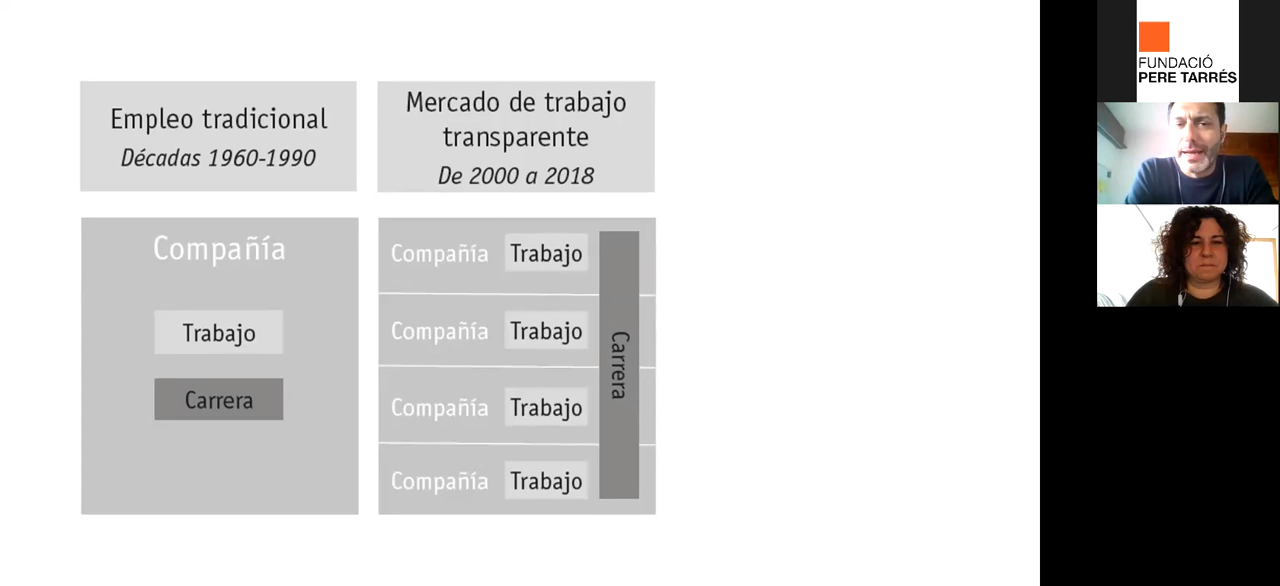 Empleo tradicional
Décadas 1960-1990
Mercado de trabajo
transparente
De 2000 a 2018
Compañía
Trabajo
Carrera
Compañía Trabajo
Compañía Trabajo
Compañía Trabajo
Compañía Trabajo
Carrera
FUNDACIÓ
PERE TARRÉS